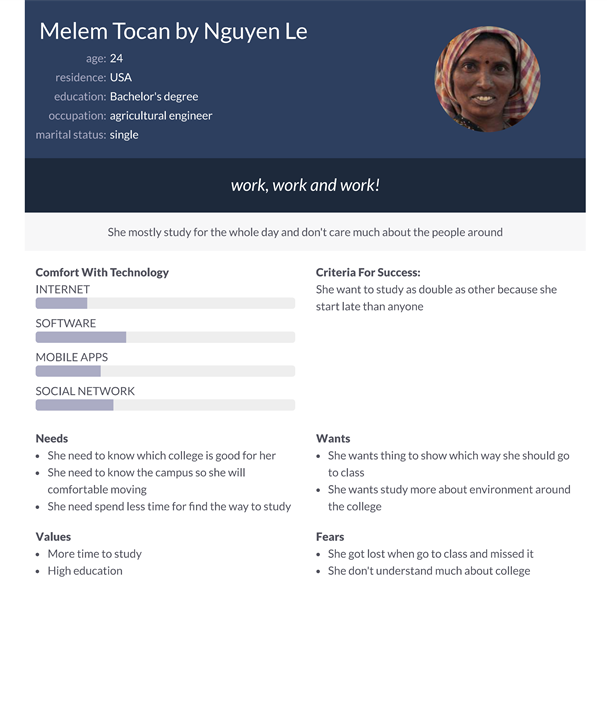 Melem Tocan by Nguyen Le
age: 24
residence: USA
education: Bachelor's degree
occupation: agricultural engineer
marital status: single
work, work and work!
She mostly study for the whole day and don't care much about the people around
Comfort With Technology
INTERNET
SOFTWARE
MOBILE APPS
SOCIAL NETWORK
Criteria For Success:
She want to study as double as other because she
start late than anyone
Needs
• She need to know which college is good for her
• She need to know the campus so she will
comfortable moving
• She need spend less time for find the way to study
Wants
• She wants thing to show which way she should go
to class
• She wants study more about environment around
the college
Values
• More time to study
• High education
Fears
• She got lost when go to class and missed it
• She don't understand much about college